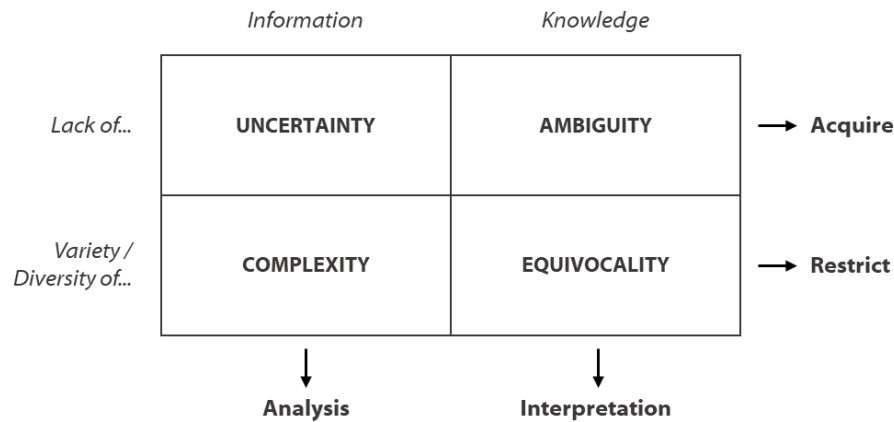 Information Knowledge
Lack of... UNCERTAINTY AMBIGUITY Acquire
Variety /
Diversity of... COMPLEXITY EQUIVOCALITY Restrict
Analysis Interpretation